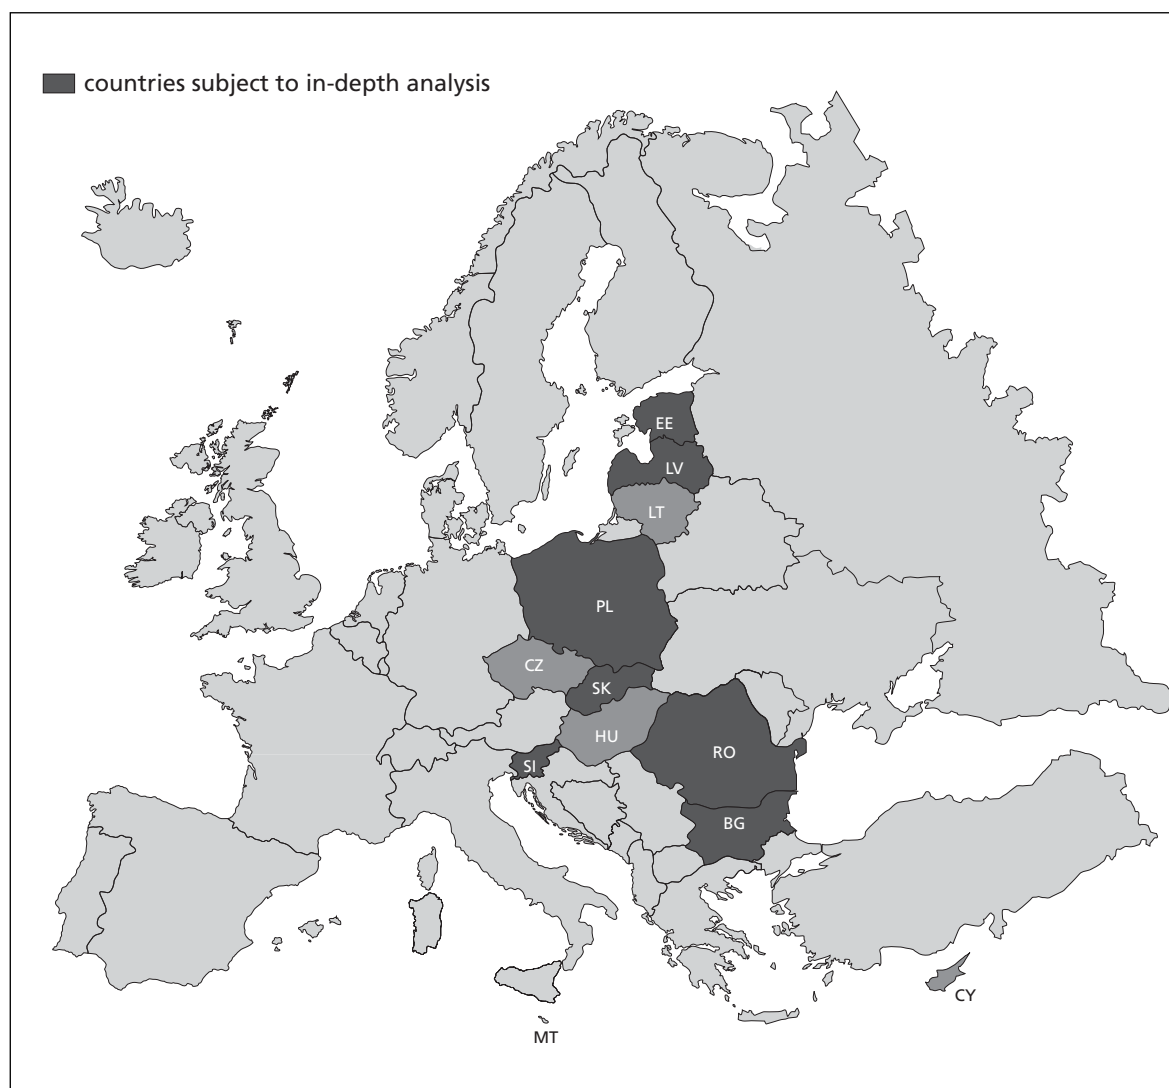 countries subject to in-depth analysis
EE
LV
LT
PL
CZ
SK
HU
RO
SI
BG
CY
MT